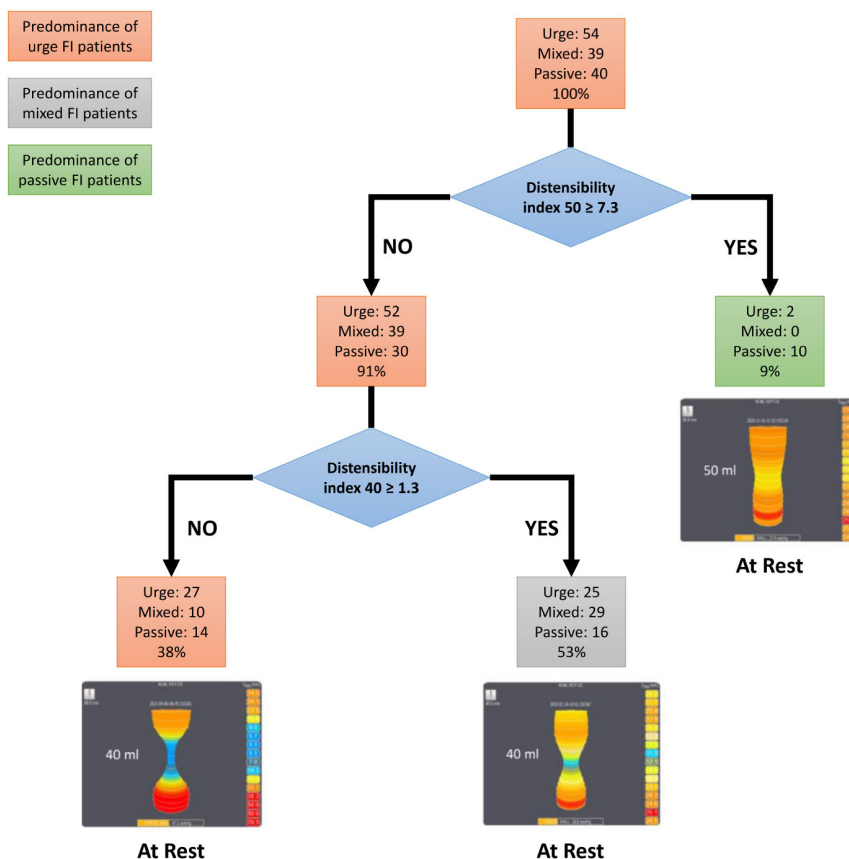 Predominance of
urge FI patients
Predominance of
mixed FI patients
Predominance of
passive FI patients
Urge: 54
Mixed: 39
Passive: 40
100%
Distensibility
index 50 ≥ 7.3
NO
YES
Urge: 52
Mixed: 39
Passive: 30
91%
Urge: 2
Mixed: 0
Passive: 10
9%
Distensibility
index 40 ≥ 1.3
50 ml
At Rest
NO
YES
Urge: 27
Mixed: 10
Passive: 14
38%
Urge: 25
Mixed: 29
Passive: 16
53%
40 ml
40 ml
At Rest
At Rest